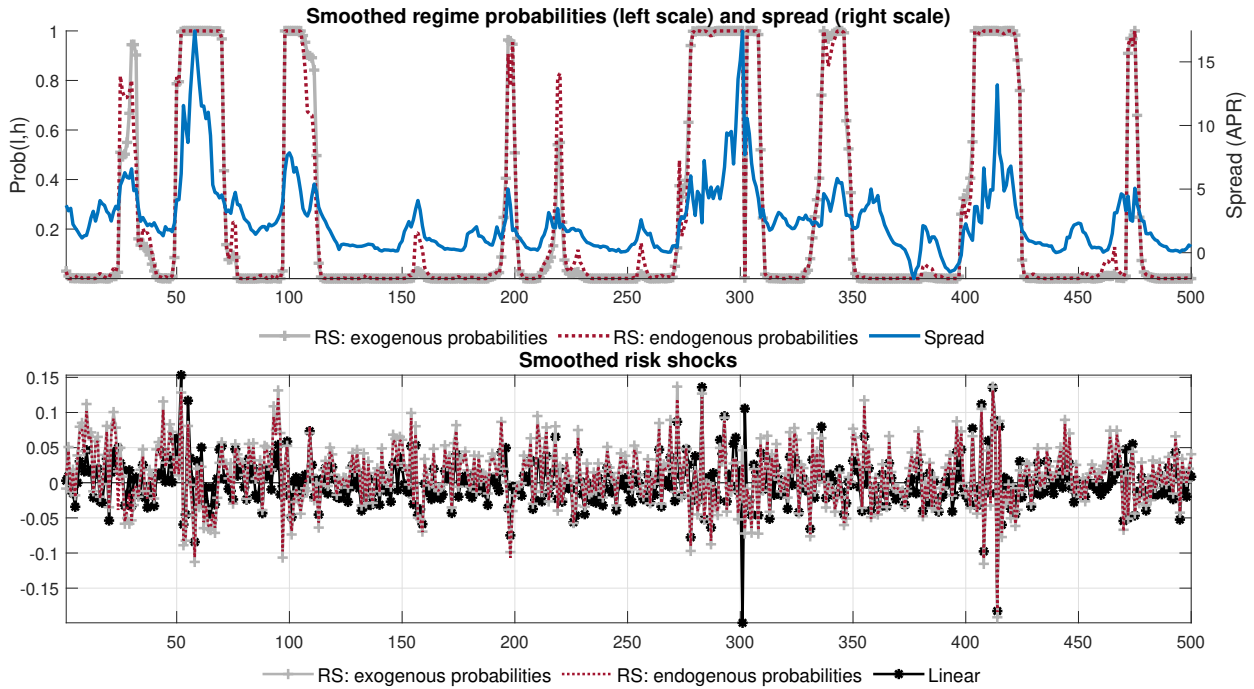 Smoothed regime probabilities (left scale) and spread (right scale)
Prob(l,h)
1
0.8
0.6
0.4
0.2
Spread (APR)
15
10
5
0
50 100 150 200 250 300 350 400 450 500
RS: exogenous probabilities RS: endogenous probabilities Spread
Smoothed risk shocks
0.15
0.1
0.05
0
-0.05
-0.1
-0.15
50 100 150 200 250 300 350 400 450 500
RS: exogenous probabilities RS: endogenous probabilities Linear